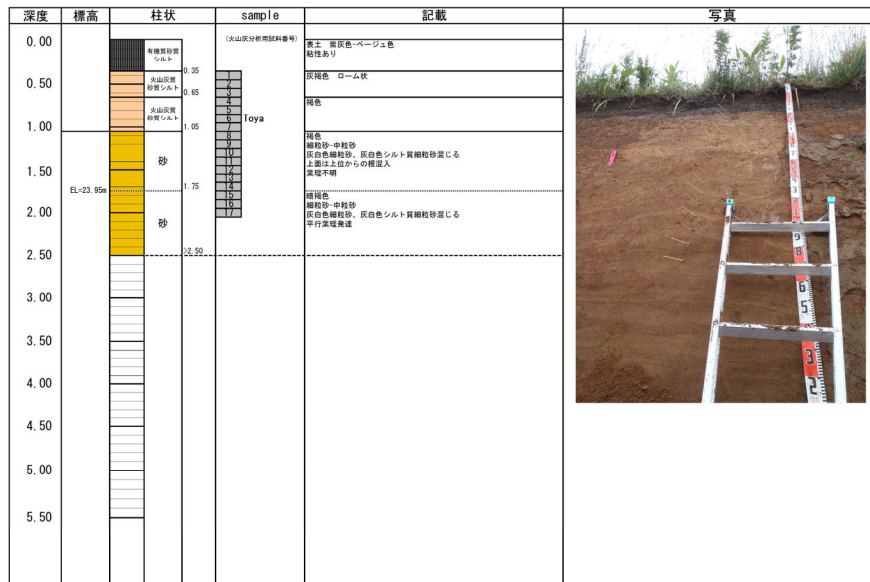 深度 標高 柱状 sample 記載 写真
(火山灰分析用試料番号)
0.00
有機質砂質
シルト
表土 紫灰色-ベージュ色
粘性あり
0.35
0.50
火山灰質
砂質シルト
灰褐色 ローム状
1
2
3
0.65
火山灰質
砂質シルト
褐色
4
5
6 Toya
7
1.00
1.05
砂
褐色
細粒砂-中粒砂
灰白色細粒砂、灰白色シルト質細粒砂混じる
上面は上位からの根混入
葉理不明
8
9
10
11
12
13
14
1.50
EL=23.95m
1.75
砂
暗褐色
細粒砂-中粒砂
灰白色細粒砂、灰白色シルト質細粒砂混じる
平行葉理発達
15
16
17
2.00
2.50
>2.50
3.00
3.50
4.00
4.50
5.00
5.50
3
2
9
8
6
5
3
2